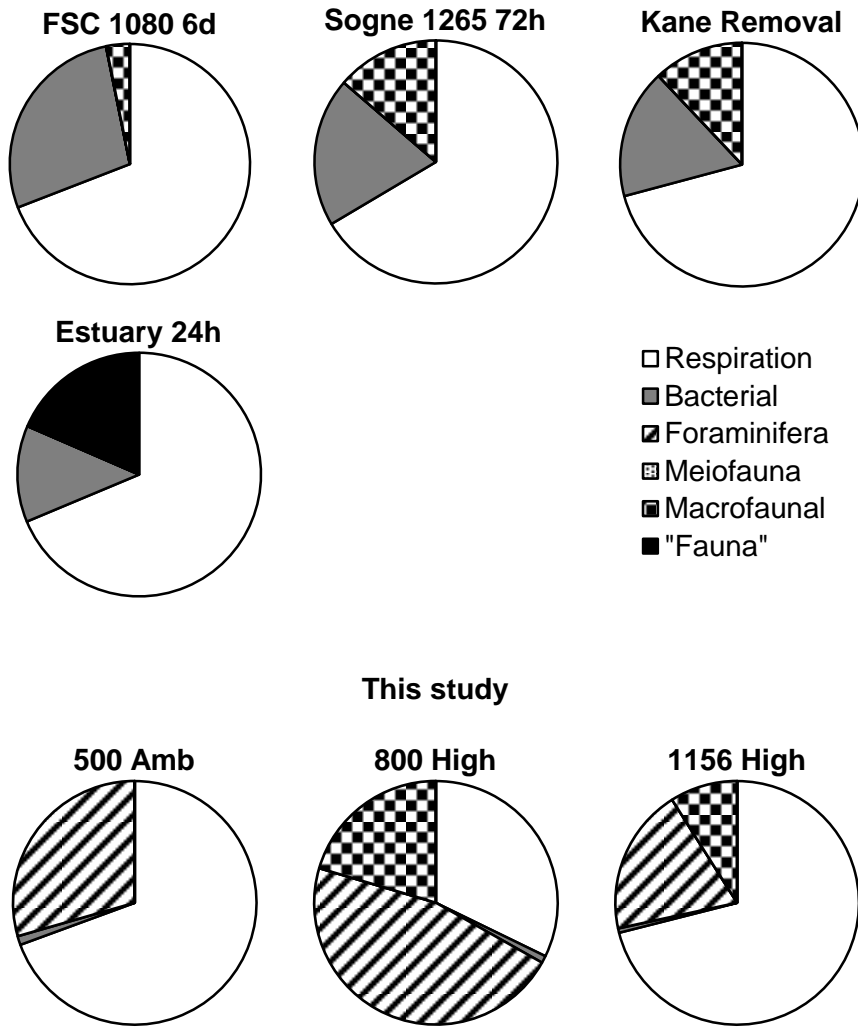 FSC 1080 6d
Sogne 1265 72h
Kane Removal
Estuary 24h
Respiration
Bacterial
Foraminifera
Meiofauna
Macrofaunal
"Fauna"
This study
500 Amb
800 High
1156 High